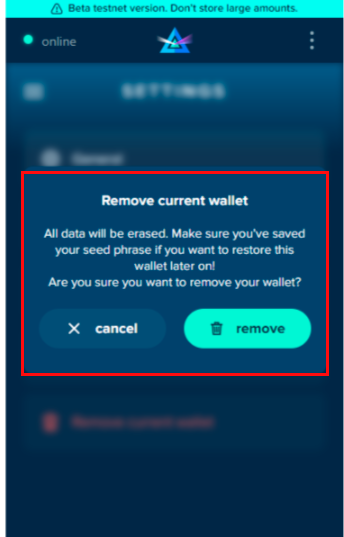 Beta testnet version. Don't store large amounts.
online
SETTINGS
General
Remove current wallet
All data will be erased. Make sure you've saved
your seed phrase if you want to restore this
wallet later on!
Are you sure you want to remove your wallet?
cancel
remove
Remove current wallet